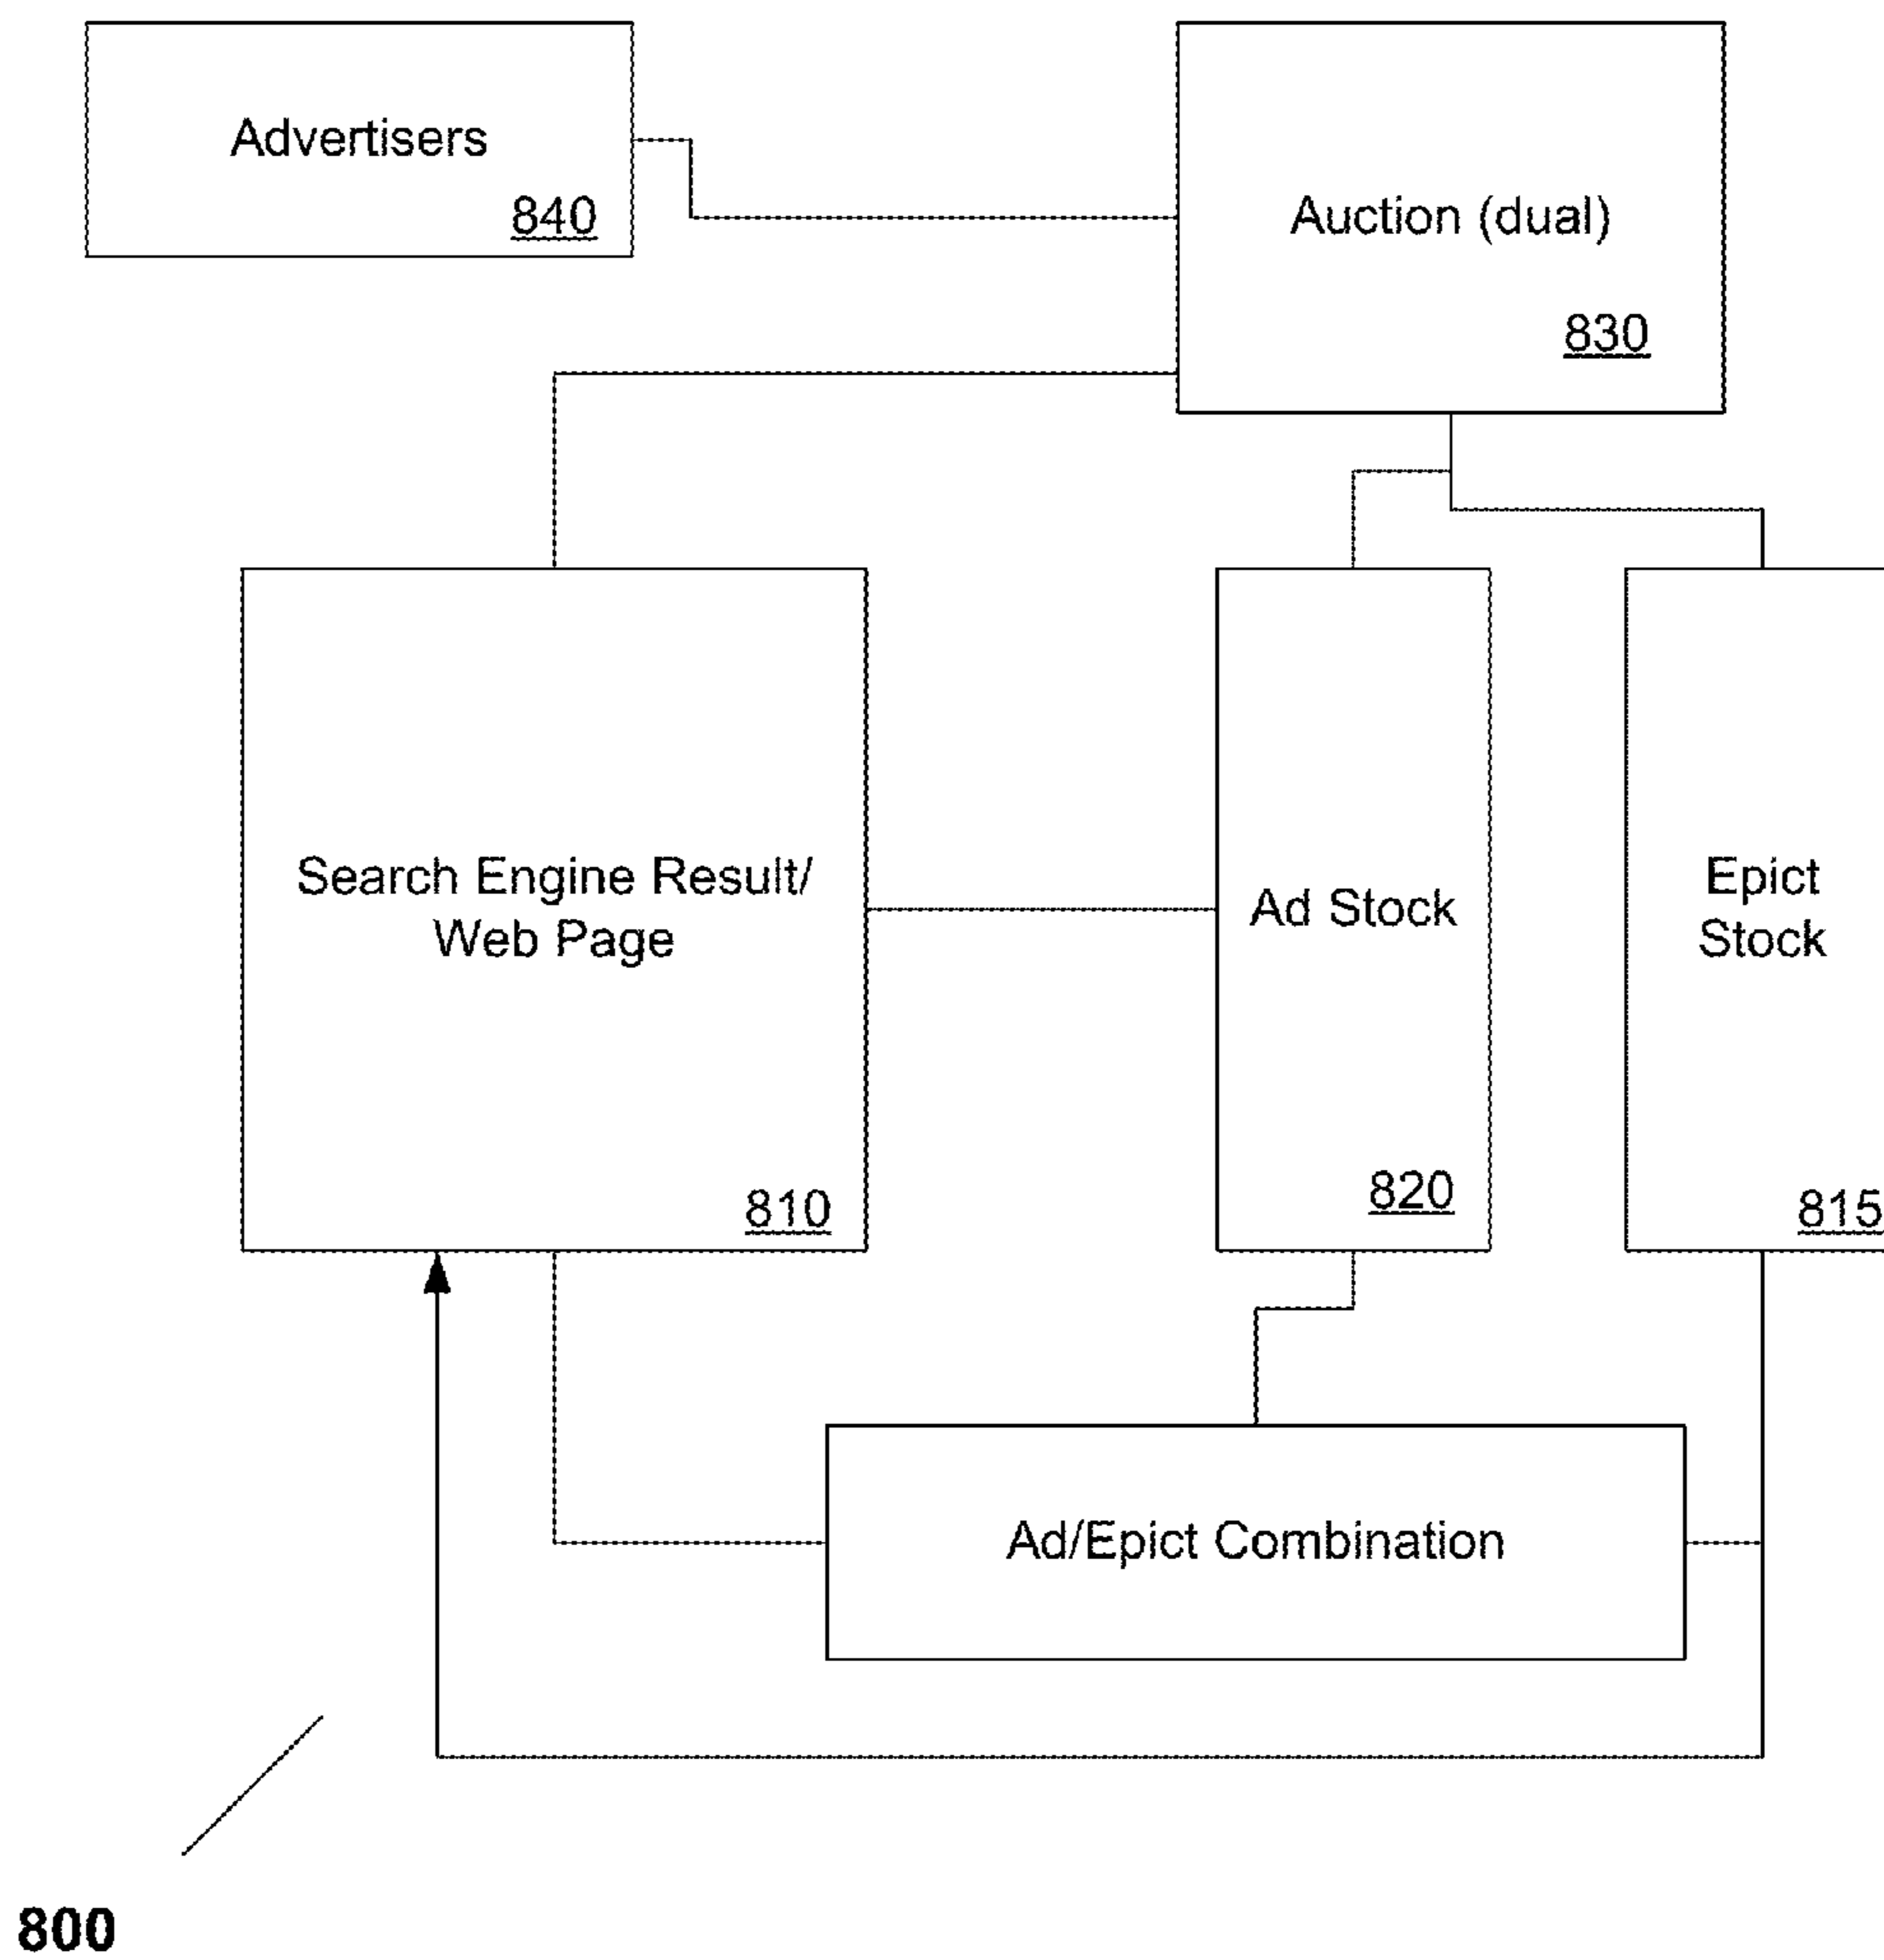 Advertisers
840
Auction (dual)
830
Search Engine Result/
Web Page
810
Ad Stock
820
Epict
Stock
815
Ad/Epict Combination
800